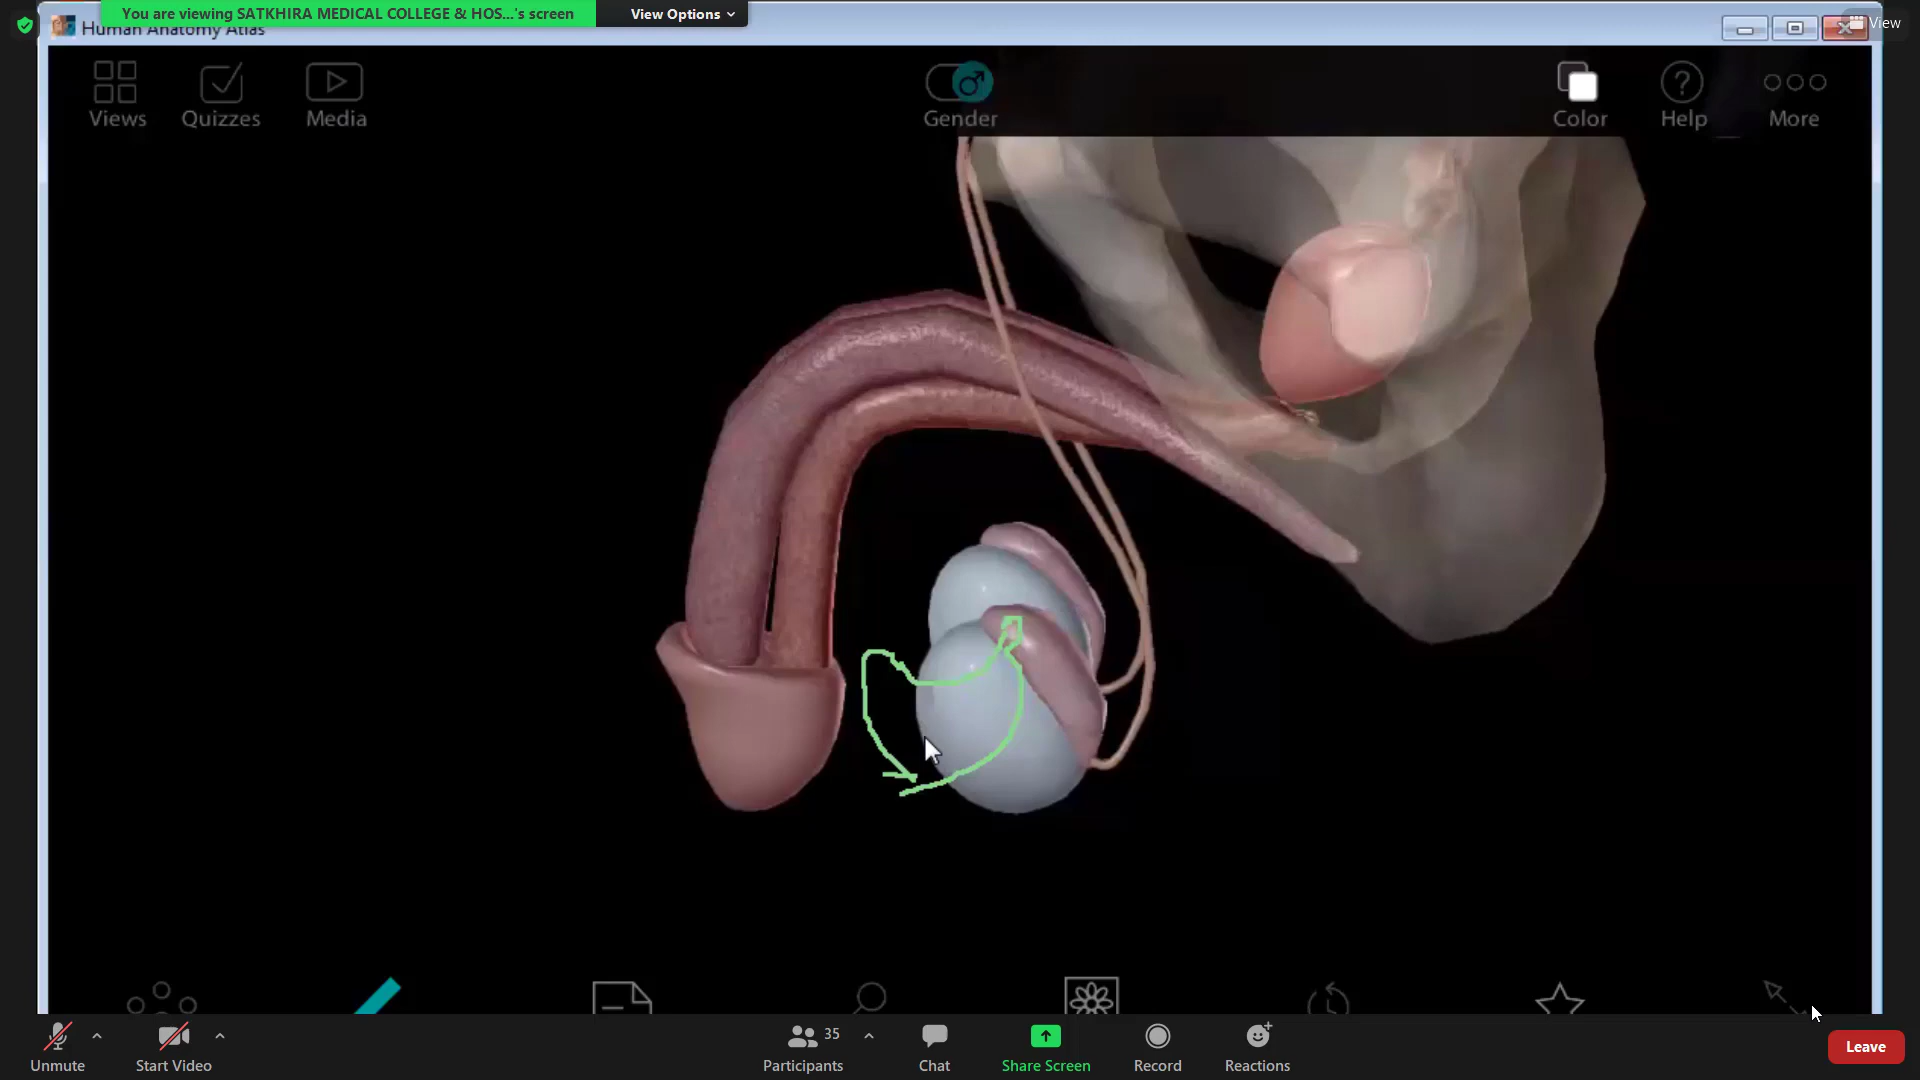 You are viewing SATKHIRA MEDICAL COLLEGE & HOS...'s screen
View Options
View
Human Anatomy Atlas
Views
Quizzes
Media
Gender
Color
Help
More
Unmute
Start Video
35
Participants
Chat
Share Screen
Record
Reactions
Leave